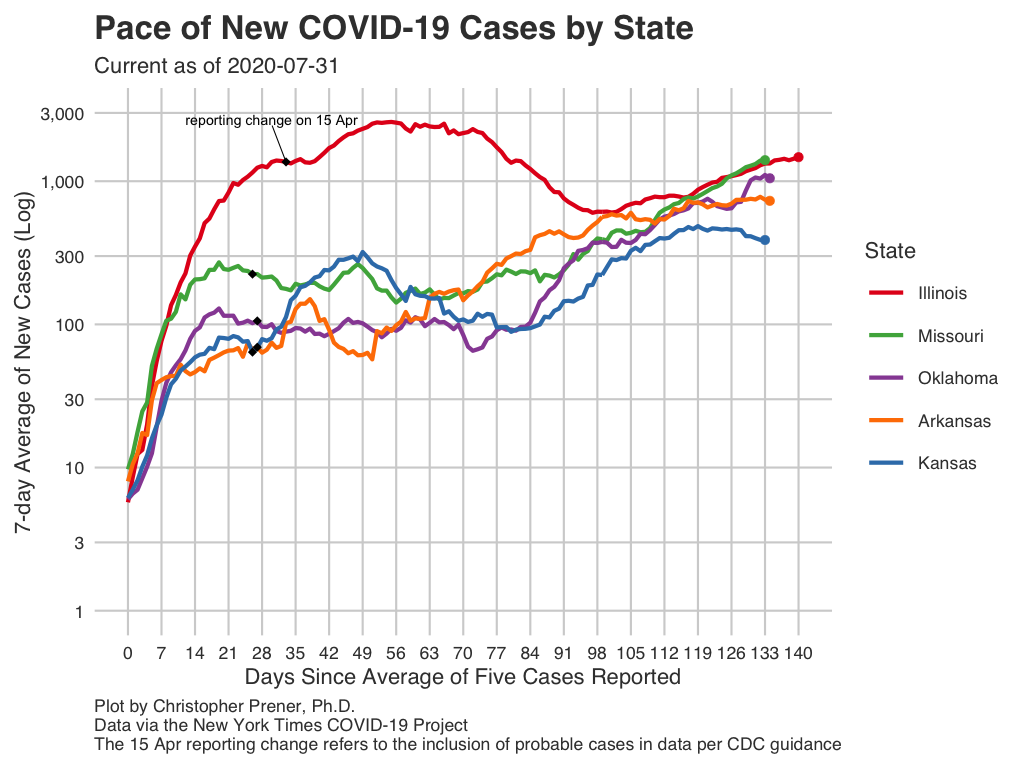 Pace of New COVID-19 Cases by State
Current as of 2020-07-31
7-day Average of New Cases (Log)
3,000
1,000
300
100
30
10
3
1
reporting change on 15 Apr
0 7 14 21 28 35 42 49 56 63 70 77 84 91 98 105 112 119 126 133 140
Days Since Average of Five Cases Reported
State
Illinois
Missouri
Oklahoma
Arkansas
Kansas
Plot by Christopher Prener, Ph.D.
Data via the New York Times COVID-19 Project
The 15 Apr reporting change refers to the inclusion of probable cases in data per CDC guidance